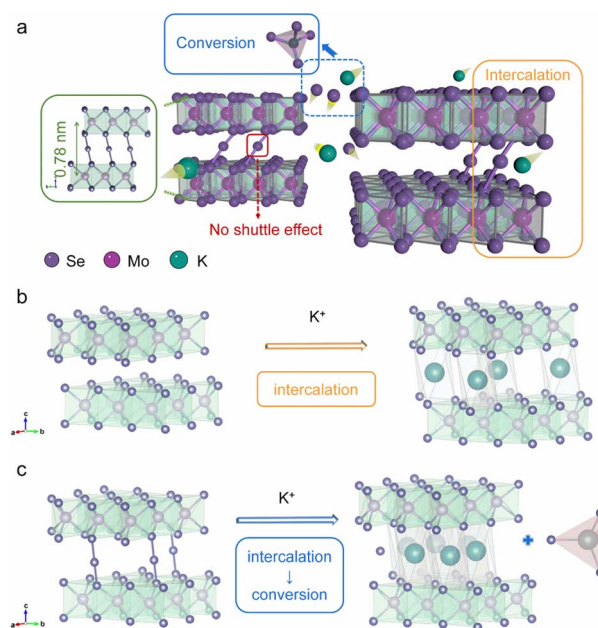 a
Conversion
Intercalation
0.78 nm
No shuttle effect
Se
Mo
K
b
K⁺
intercalation
c
a
b
c
K⁺
intercalation
↓
conversion
c
a
b